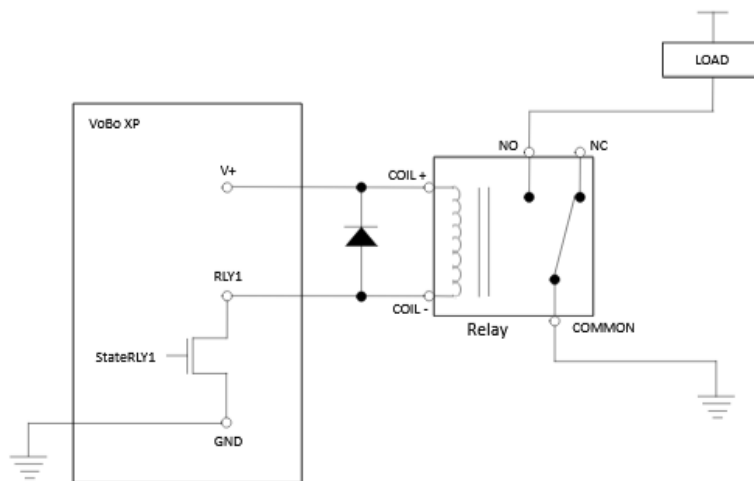 LOAD
VoBo XP
NO
NC
V+
COIL +
RLY1
COIL -
Relay
COMMON
StateRLY1
GND